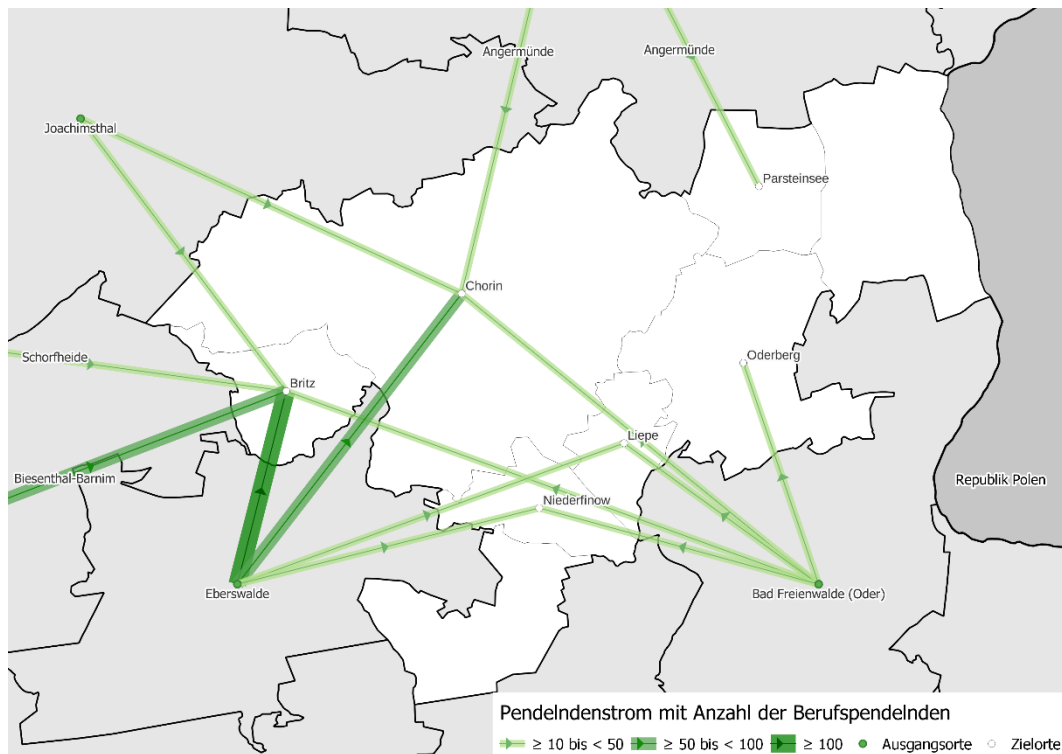 Angermünde
Angermünde
Joachimsthal
Parsteinsee
Chorin
Schorfheide
Oderberg
Britz
Liepe
Biesenthal-Barnim
Republik Polen
Niederfinow
Eberswalde
Bad Freienwalde (Oder)
Pendelndenstrom mit Anzahl der Berufspendelnden
≥ 10 bis < 50 ≥ 50 bis < 100 ≥ 100 Ausgangsorte Zielorte